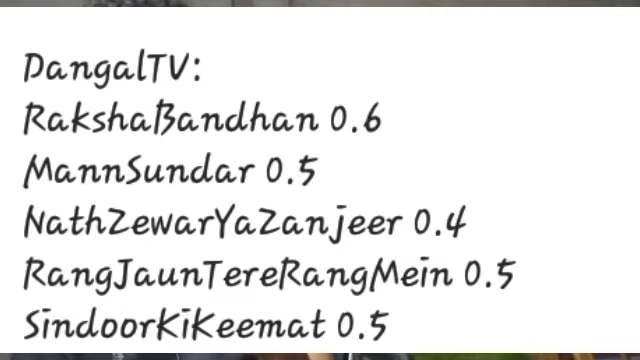 DangalTV:
RakshaBandhan 0.6
MannSundar 0.5
NathZewarYaZanjeer 0.4
RangJaunTereRangMein 0.5
SindoorKiKeemat 0.5